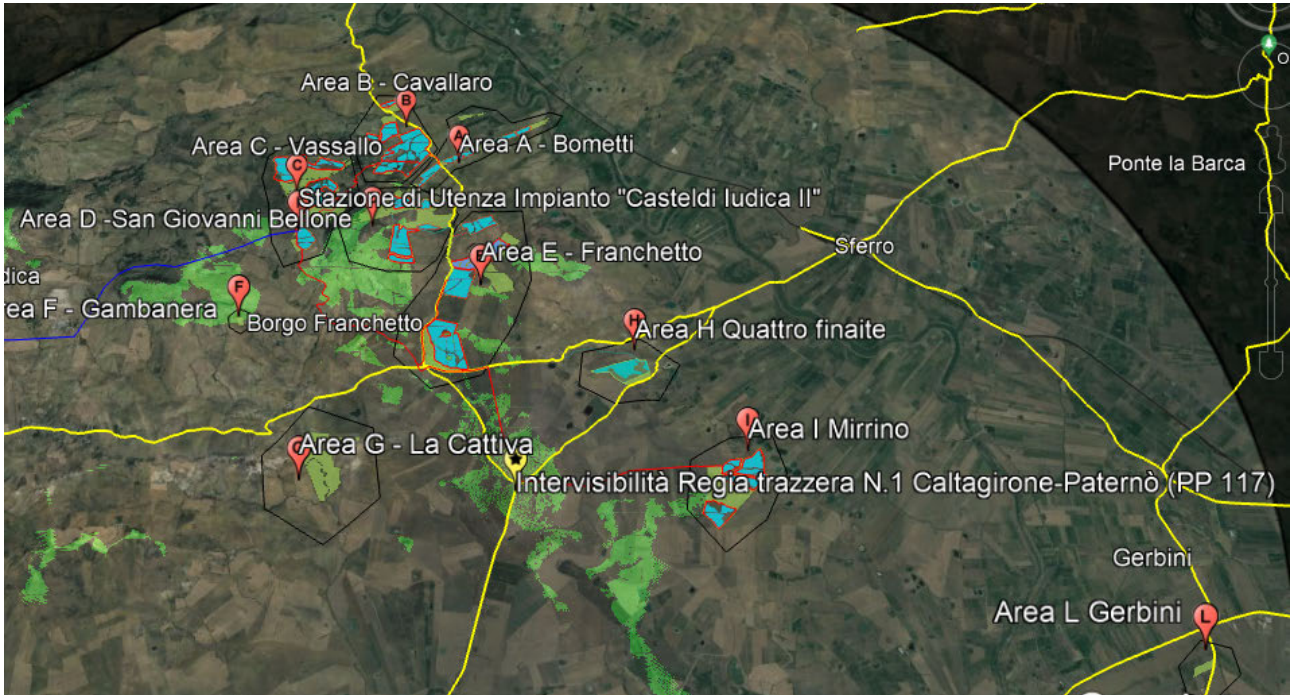 Area B - Cavallaro
B
O
Area C - Vassallo
A
Area A - Bometti
C
Ponte la Barca
Stazione di Utenza Impianto "Casteldi Iudica II"
Area D -San Giovanni Bellone
Sferro
E
Area E - Franchetto
dica
F
rea F - Gambanera
Borgo Franchetto
H
Area H Quattro finaite
I
Area I Mirrino
G
Area G - La Cattiva
Intervisibilità Regia trazzera N.1 Caltagirone-Paternò (PP 117)
Gerbini
Area L Gerbini
L